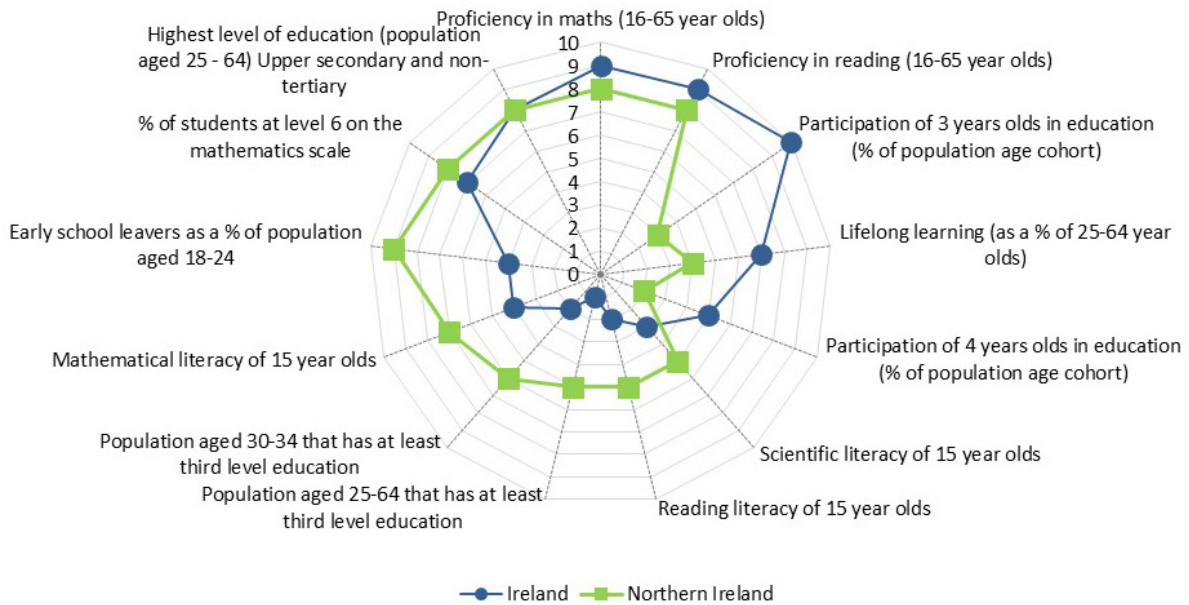 Proficiency in maths (16-65 year olds)
Highest level of education (population
aged 25 - 64) Upper secondary and non-
tertiary
10
9
8
7
6
5
4
3
2
1
0
Proficiency in reading (16-65 year olds)
% of students at level 6 on the
mathematics scale
Participation of 3 years olds in education
(% of population age cohort)
Early school leavers as a % of population
aged 18-24
Lifelong learning (as a % of 25-64 year
olds)
Mathematical literacy of 15 year olds
Participation of 4 years olds in education
(% of population age cohort)
Population aged 30-34 that has at least
third level education
Scientific literacy of 15 year olds
Population aged 25-64 that has at least
third level education
Reading literacy of 15 year olds
Ireland
Northern Ireland